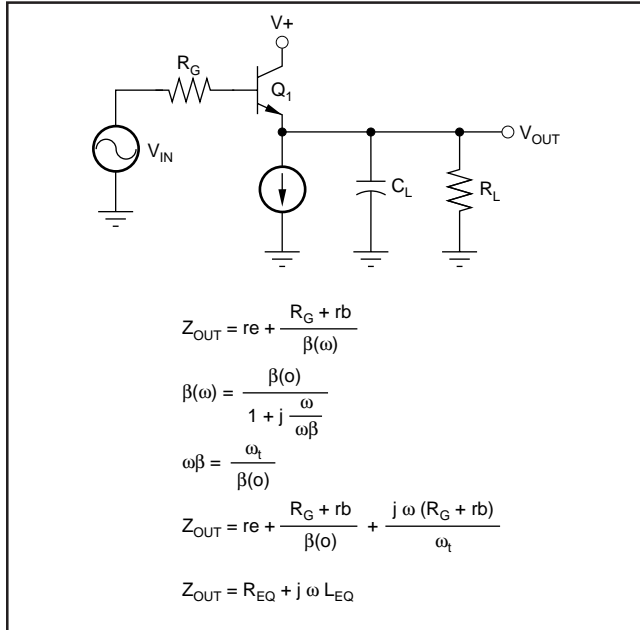 V+
R_G
Q_1
V_IN
V_OUT
C_L
R_L
Z_OUT = re + (R_G + rb) / β(ω)
β(ω) = β(o) / (1 + j ω/ωβ)
ωβ = ω_t / β(o)
Z_OUT = re + (R_G + rb) / β(o) + j ω (R_G + rb) / ω_t
Z_OUT = R_EQ + j ω L_EQ